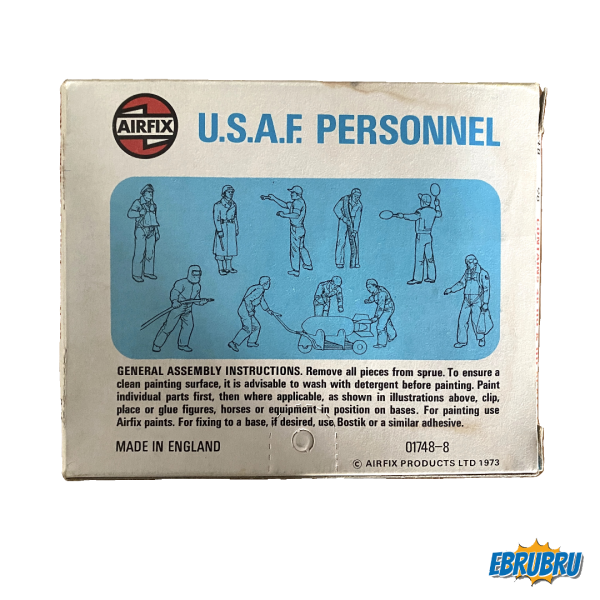 AIRFIX
U.S.A.F. PERSONNEL
GENERAL ASSEMBLY INSTRUCTIONS. Remove all pieces from sprue. To ensure a
clean painting surface, it is advisable to wash with detergent before painting. Paint
individual parts first, then where applicable, as shown in illustrations above, clip,
place or glue figures, horses or equipment in position on bases. For painting use
Airfix paints. For fixing to a base, if desired, use Bostik or a similar adhesive.
MADE IN ENGLAND
01748-8
© AIRFIX PRODUCTS LTD 1973
EBRUBRU